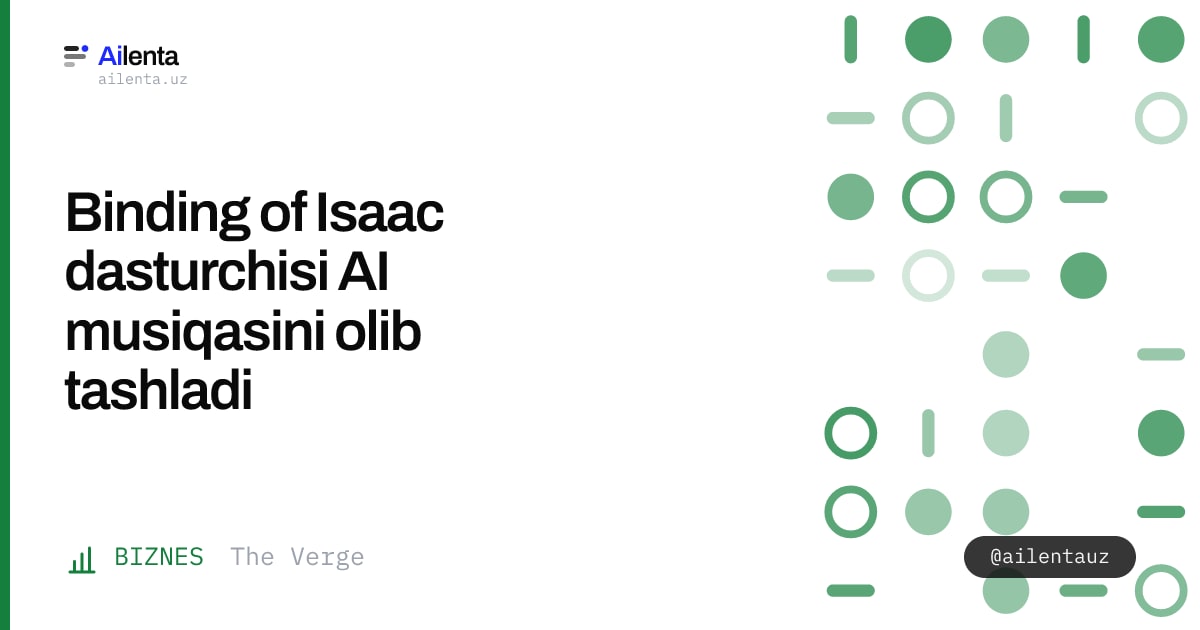 Ailenta
ailenta.uz
Binding of Isaac
dasturchisi AI
musiqasini olib
tashladi
BIZNES The Verge
@ailentauz